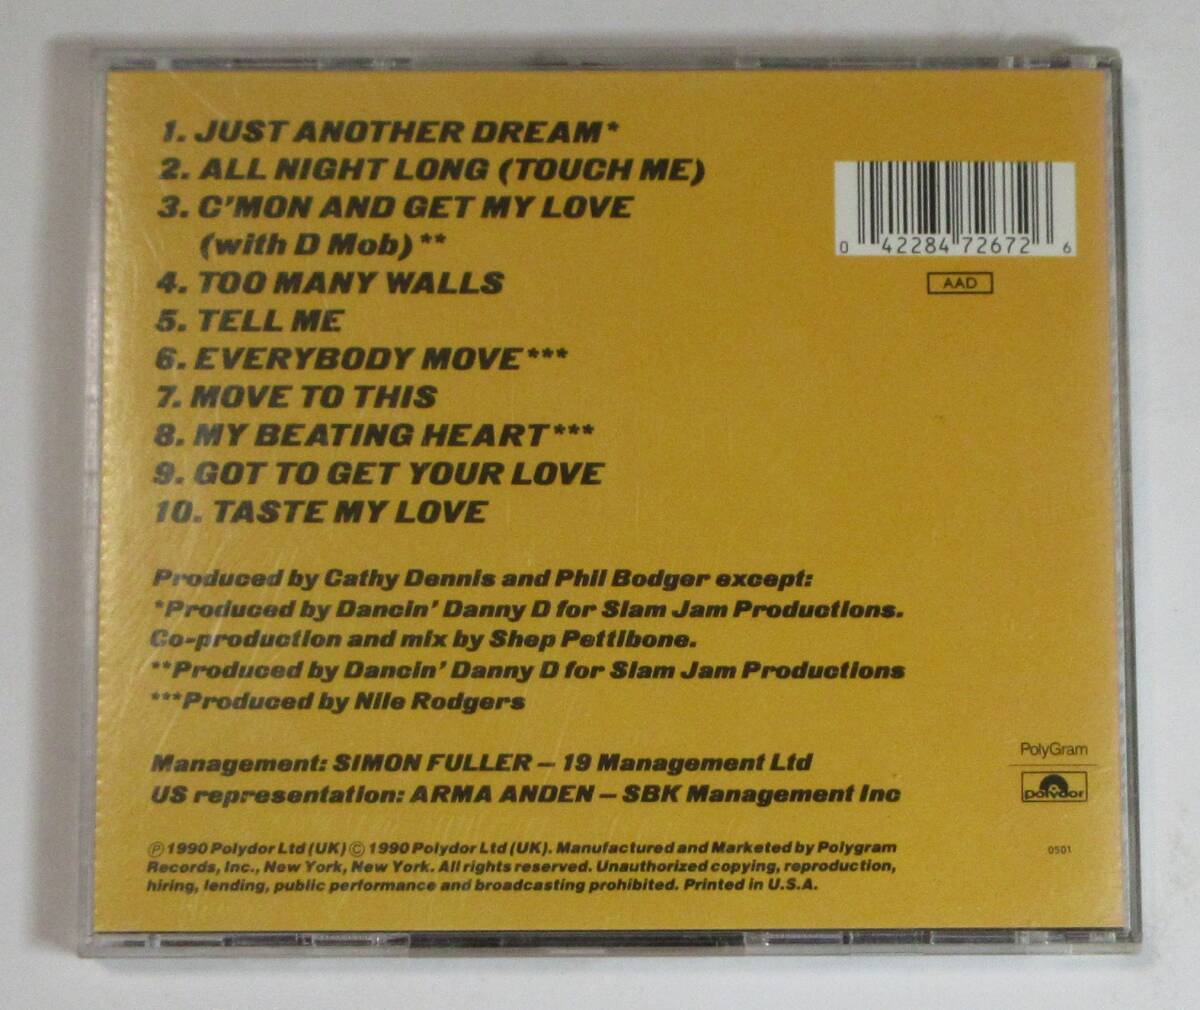 1. JUST ANOTHER DREAM*
2. ALL NIGHT LONG (TOUCH ME)
3. C'MON AND GET MY LOVE
(with D Mob)**
4. TOO MANY WALLS
5. TELL ME
6. EVERYBODY MOVE***
7. MOVE TO THIS
8. MY BEATING HEART***
9. GOT TO GET YOUR LOVE
10. TASTE MY LOVE
0 42284 72672 6
AAD
Produced by Cathy Dennis and Phil Bodger except:
*Produced by Dancin' Danny D for Slam Jam Productions.
Co-production and mix by Shep Pettibone.
**Produced by Dancin' Danny D for Slam Jam Productions
***Produced by Nile Rodgers
Management: SIMON FULLER – 19 Management Ltd
US representation: ARMA ANDEN – SBK Management Inc
PolyGram
polydor
℗ 1990 Polydor Ltd (UK) © 1990 Polydor Ltd (UK). Manufactured and Marketed by Polygram
Records, Inc., New York, New York. All rights reserved. Unauthorized copying, reproduction,
hiring, lending, public performance and broadcasting prohibited. Printed in U.S.A.
0501